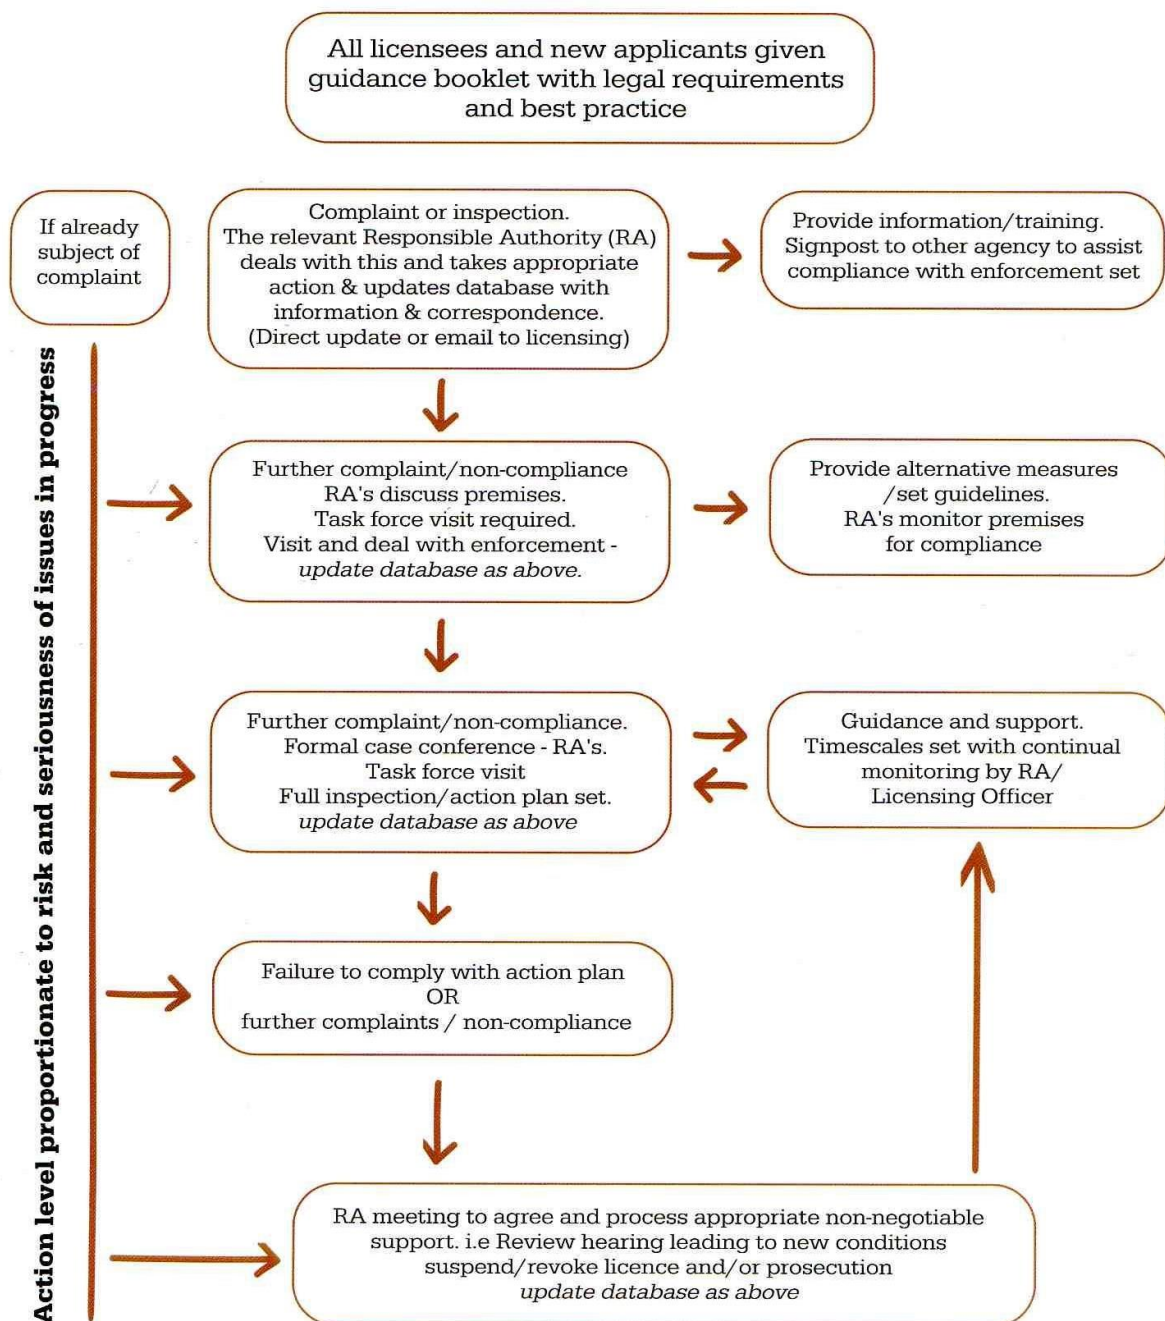 All licensees and new applicants given
guidance booklet with legal requirements
and best practice
If already
subject of
complaint
Complaint or inspection.
The relevant Responsible Authority (RA)
deals with this and takes appropriate
action & updates database with
information & correspondence.
(Direct update or email to licensing)
Provide information/training.
Signpost to other agency to assist
compliance with enforcement set
Action level proportionate to risk and seriousness of issues in progress
Further complaint/non-compliance
RA's discuss premises.
Task force visit required.
Visit and deal with enforcement -
update database as above.
Provide alternative measures
/set guidelines.
RA's monitor premises
for compliance
Further complaint/non-compliance.
Formal case conference - RA's.
Task force visit
Full inspection/action plan set.
update database as above
Guidance and support.
Timescales set with continual
monitoring by RA/
Licensing Officer
Failure to comply with action plan
OR
further complaints / non-compliance
RA meeting to agree and process appropriate non-negotiable
support. i.e Review hearing leading to new conditions
suspend/revoke licence and/or prosecution
update database as above